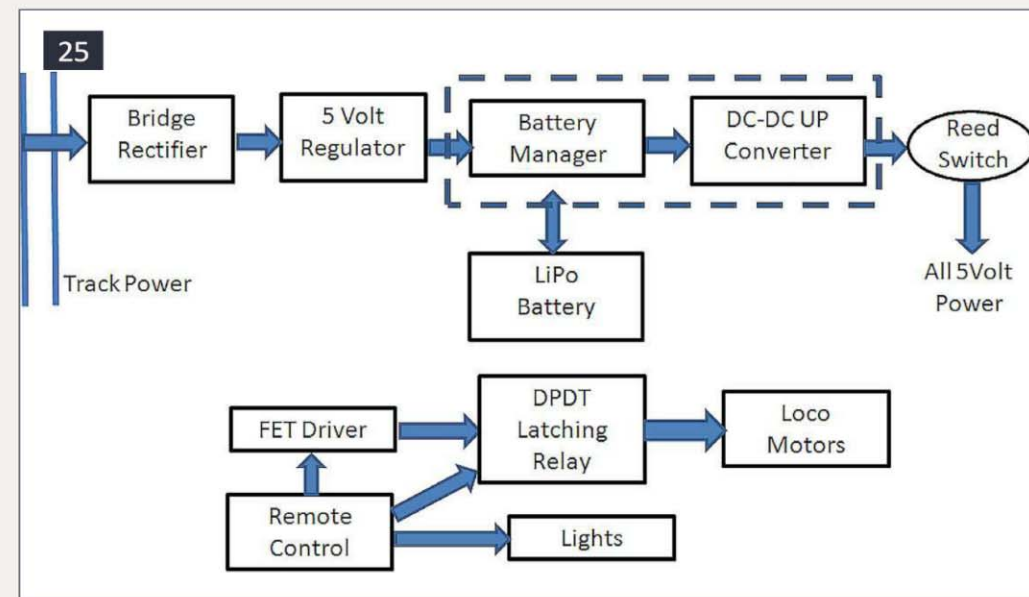 25
Bridge
Rectifier
5 Volt
Regulator
Battery
Manager
DC-DC UP
Converter
Reed
Switch
Track Power
LiPo
Battery
All 5Volt
Power
FET Driver
DPDT
Latching
Relay
Loco
Motors
Remote
Control
Lights